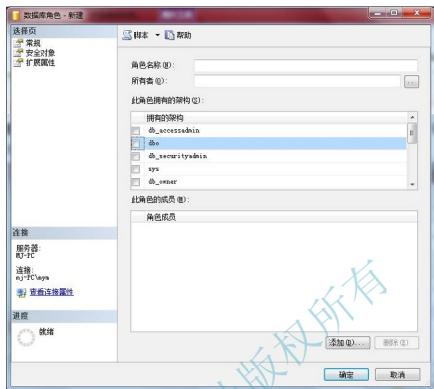 数据库角色 - 新建
选择页
常规
安全对象
扩展属性
脚本
帮助
角色名称(N):
所有者(O):
...
此角色拥有的架构(S):
拥有的架构
db_accessadmin
dbo
db_securityadmin
sys
db_owner
此角色的成员(M):
角色成员
连接
服务器:
MJ-PC
连接:
mj-PC\mym
查看连接属性
进度
就绪
添加(D)...
删除(R)
确定
取消
版权所有